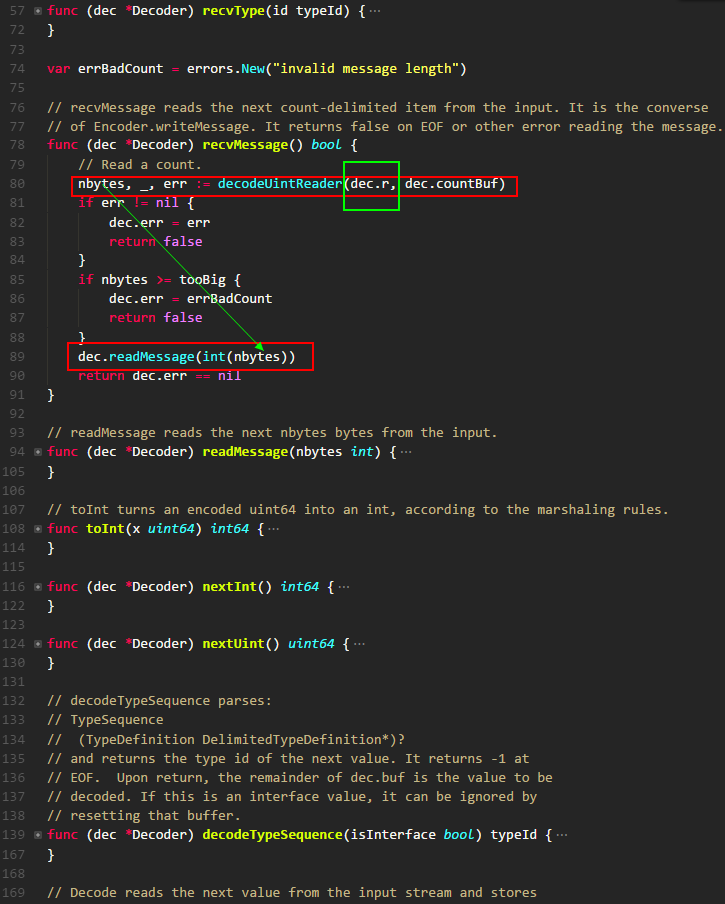 57 func (dec *Decoder) recvType(id typeId) { ···
72 }
73
74 var errBadCount = errors.New("invalid message length")
75
76 // recvMessage reads the next count-delimited item from the input. It is the converse
77 // of Encoder.writeMessage. It returns false on EOF or other error reading the message.
78 func (dec *Decoder) recvMessage() bool {
79 // Read a count.
80 nbytes, _, err := decodeUintReader(dec.r, dec.countBuf)
81 if err != nil {
82 dec.err = err
83 return false
84 }
85 if nbytes >= tooBig {
86 dec.err = errBadCount
87 return false
88 }
89 dec.readMessage(int(nbytes))
90 return dec.err == nil
91 }
92
93 // readMessage reads the next nbytes bytes from the input.
94 func (dec *Decoder) readMessage(nbytes int) { ···
105 }
106
107 // toInt turns an encoded uint64 into an int, according to the marshaling rules.
108 func toInt(x uint64) int64 { ···
114 }
115
116 func (dec *Decoder) nextInt() int64 { ···
122 }
123
124 func (dec *Decoder) nextUint() uint64 { ···
130 }
131
132 // decodeTypeSequence parses:
133 // TypeSequence
134 //  (TypeDefinition DelimitedTypeDefinition*)?
135 // and returns the type id of the next value. It returns -1 at
136 // EOF.  Upon return, the remainder of dec.buf is the value to be
137 // decoded. If this is an interface value, it can be ignored by
138 // resetting that buffer.
139 func (dec *Decoder) decodeTypeSequence(isInterface bool) typeId { ···
167 }
168
169 // Decode reads the next value from the input stream and stores